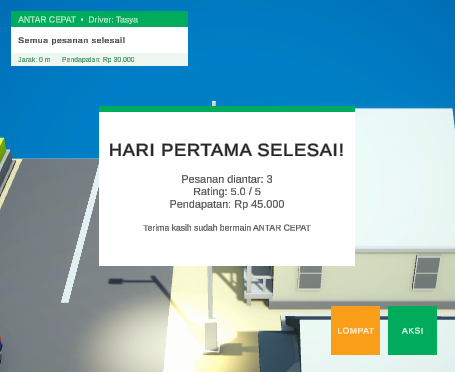 ANTAR CEPAT • Driver: Tasya
Semua pesanan selesai!
Jarak: 0 m Pendapatan: Rp 30.000
HARI PERTAMA SELESAI!
Pesanan diantar: 3
Rating: 5.0 / 5
Pendapatan: Rp 45.000
Terima kasih sudah bermain ANTAR CEPAT
LOMPAT AKSI